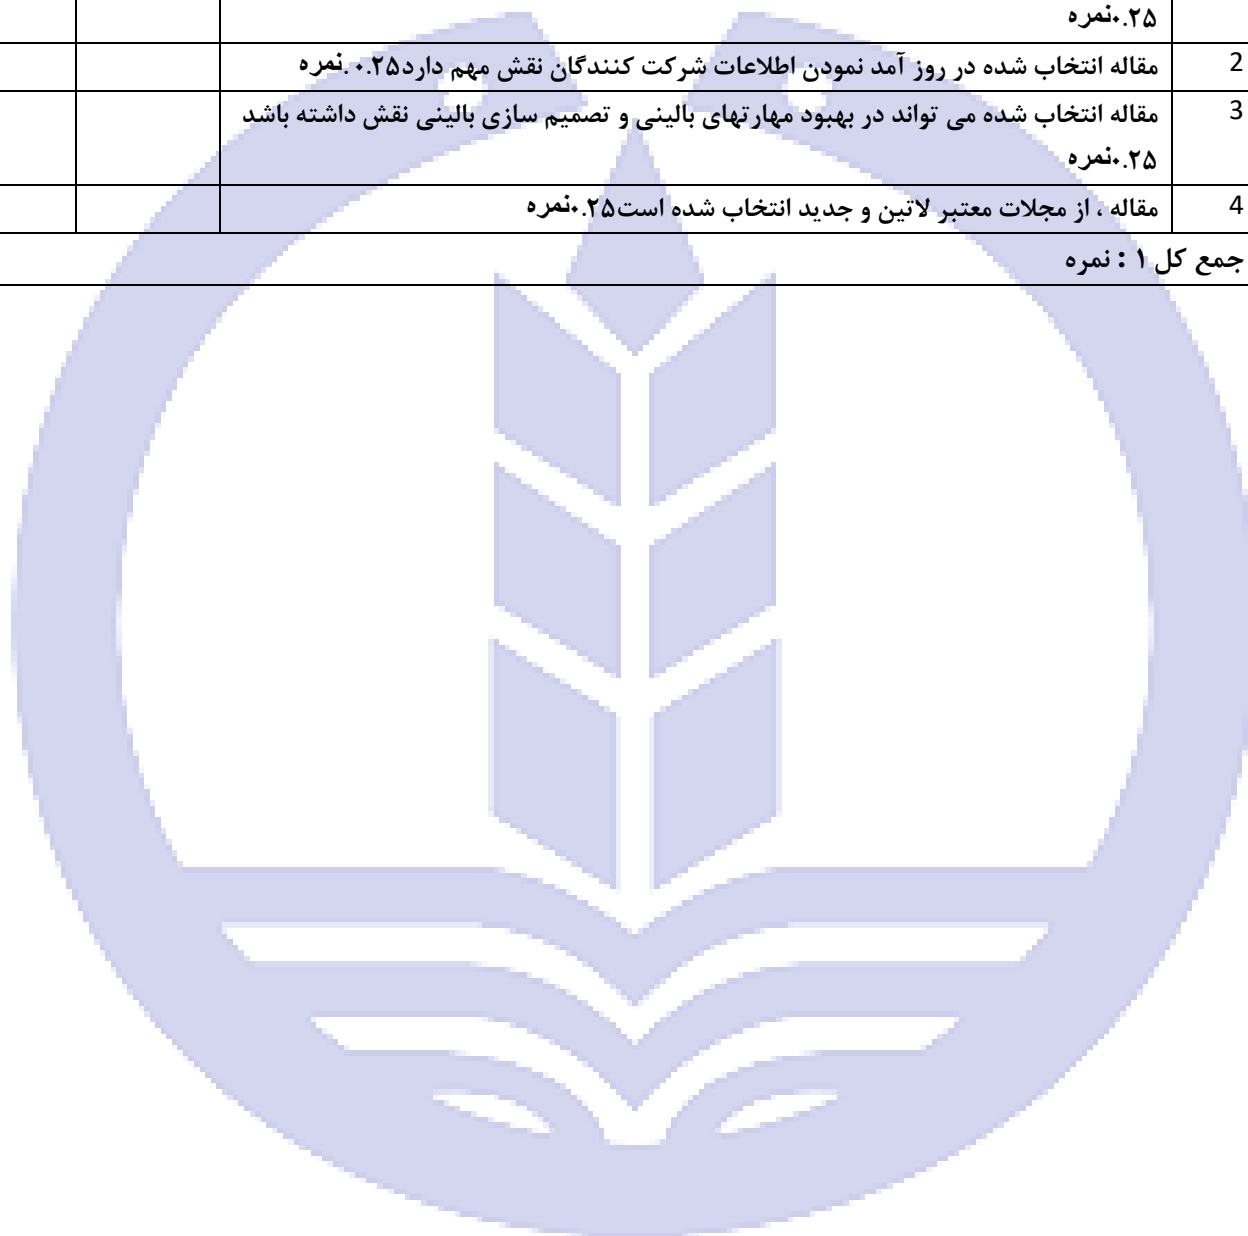 ۰.۲۵نمره
2 مقاله انتخاب شده در روز آمد نمودن اطلاعات شرکت کنندگان نقش مهم دارد۰.۲۵ .نمره
3 مقاله انتخاب شده می تواند در بهبود مهارتهای بالینی و تصمیم سازی بالینی نقش داشته باشد
۰.۲۵نمره
4 مقاله ، از مجلات معتبر لاتین و جدید انتخاب شده است۰.۲۵نمره
جمع کل ۱ : نمره